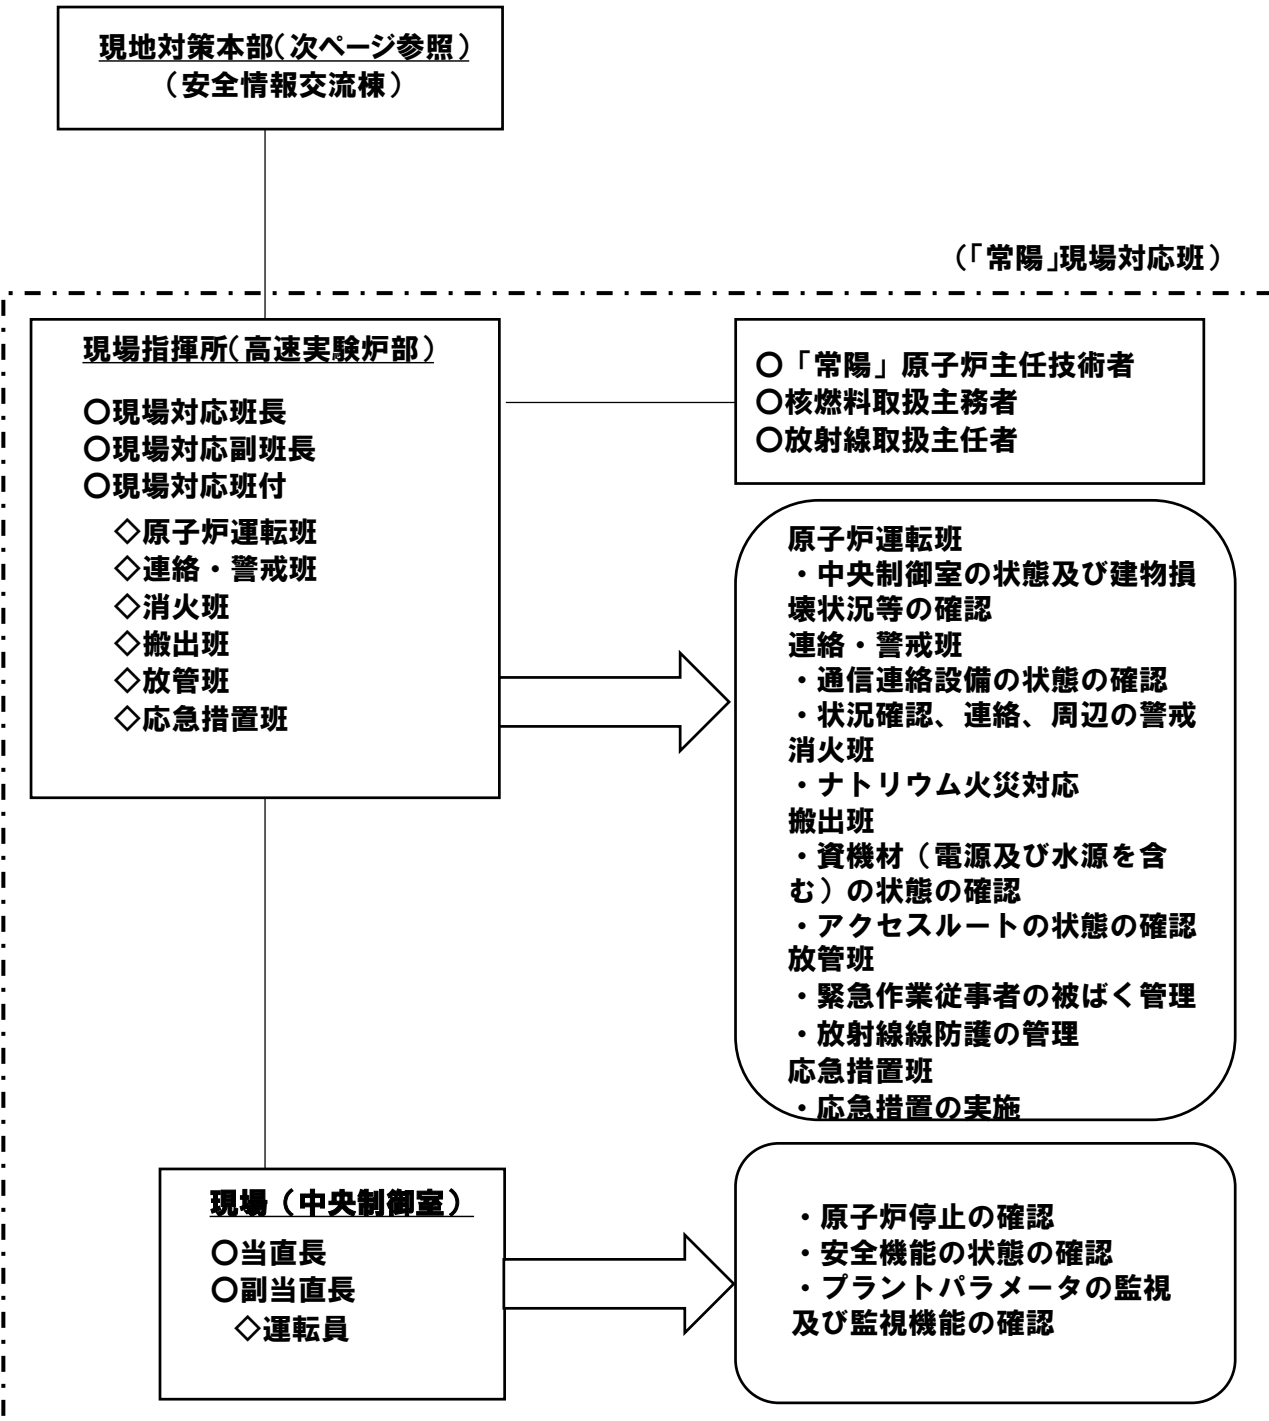 現地対策本部(次ページ参照)
(安全情報交流棟)
(「常陽」現場対応班)
現場指揮所(高速実験炉部)
○現場対応班長
○現場対応副班長
○現場対応班付
◇原子炉運転班
◇連絡・警戒班
◇消火班
◇搬出班
◇放管班
◇応急措置班
○「常陽」原子炉主任技術者
○核燃料取扱主務者
○放射線取扱主任者
原子炉運転班
・中央制御室の状態及び建物損
壊状況等の確認
連絡・警戒班
・通信連絡設備の状態の確認
・状況確認、連絡、周辺の警戒
消火班
・ナトリウム火災対応
搬出班
・資機材(電源及び水源を含
む)の状態の確認
・アクセスルートの状態の確認
放管班
・緊急作業従事者の被ばく管理
・放射線線防護の管理
応急措置班
・応急措置の実施
現場(中央制御室)
○当直長
○副当直長
◇運転員
・原子炉停止の確認
・安全機能の状態の確認
・プラントパラメータの監視
及び監視機能の確認